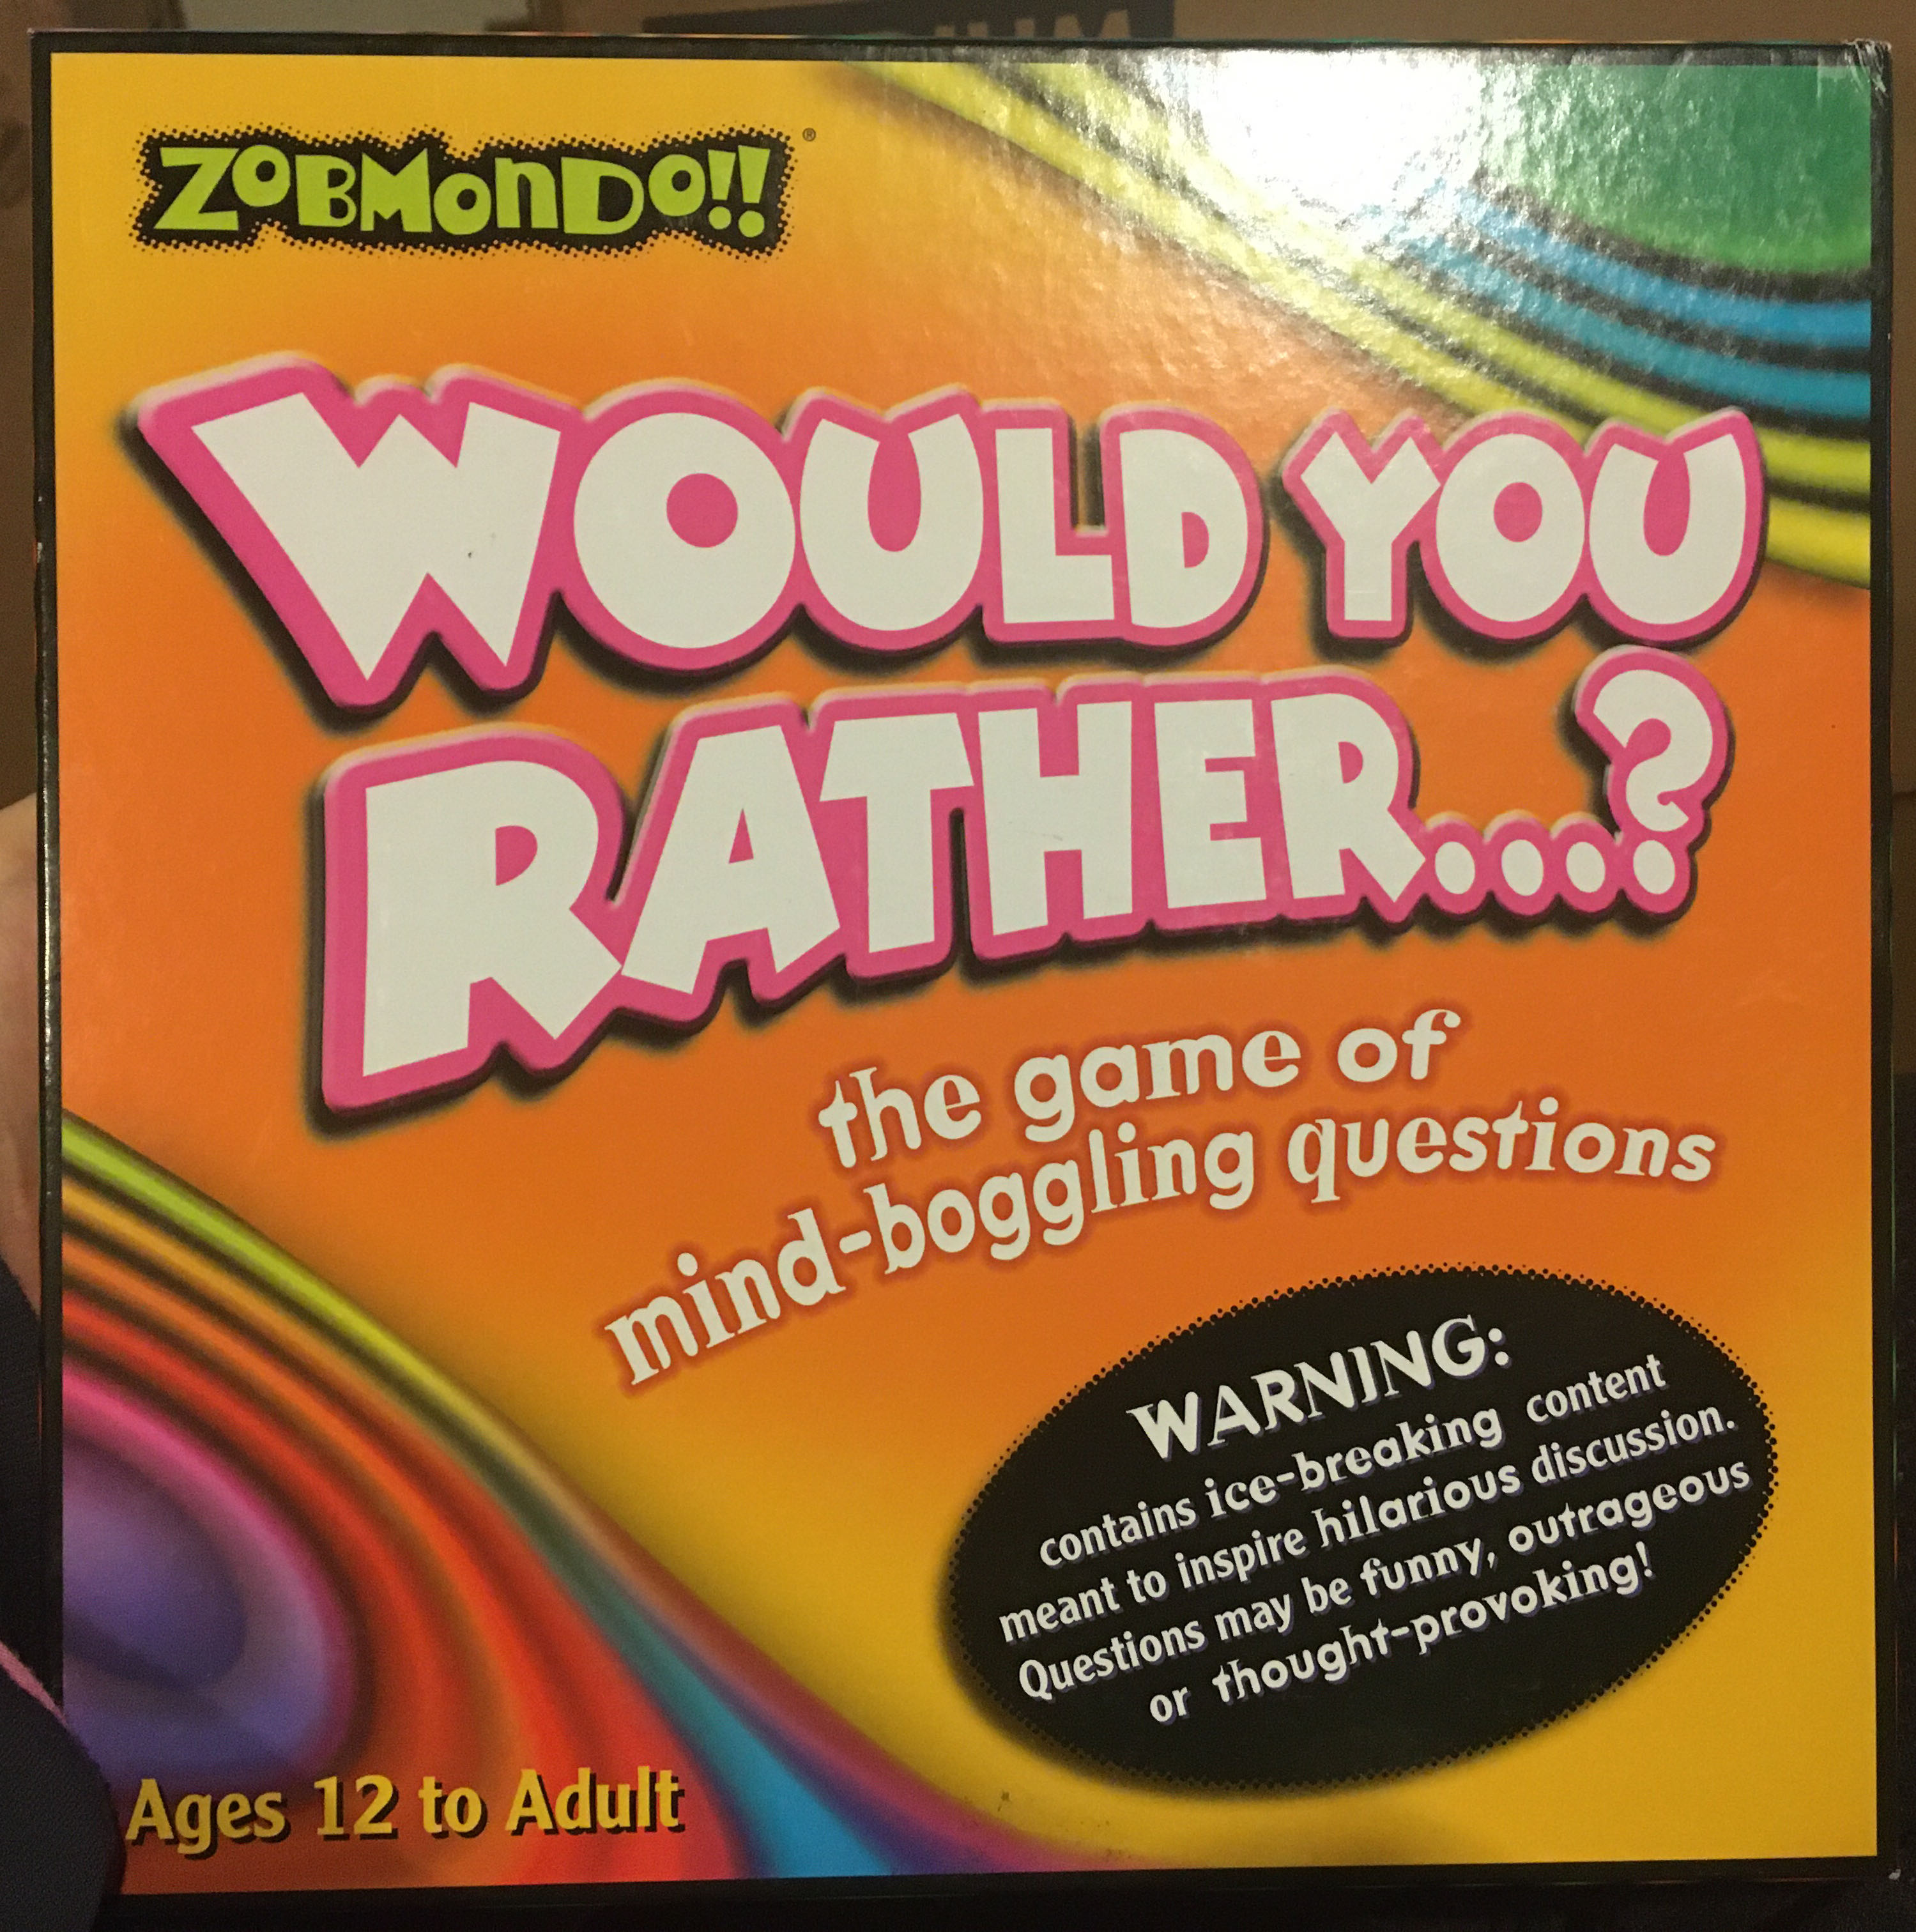 ZOBMONDO!!®
WOULD YOU
RATHER...?
the game of
mind-boggling questions
WARNING:
contains ice-breaking content
meant to inspire hilarious discussion.
Questions may be funny, outrageous
or thought-provoking!
Ages 12 to Adult